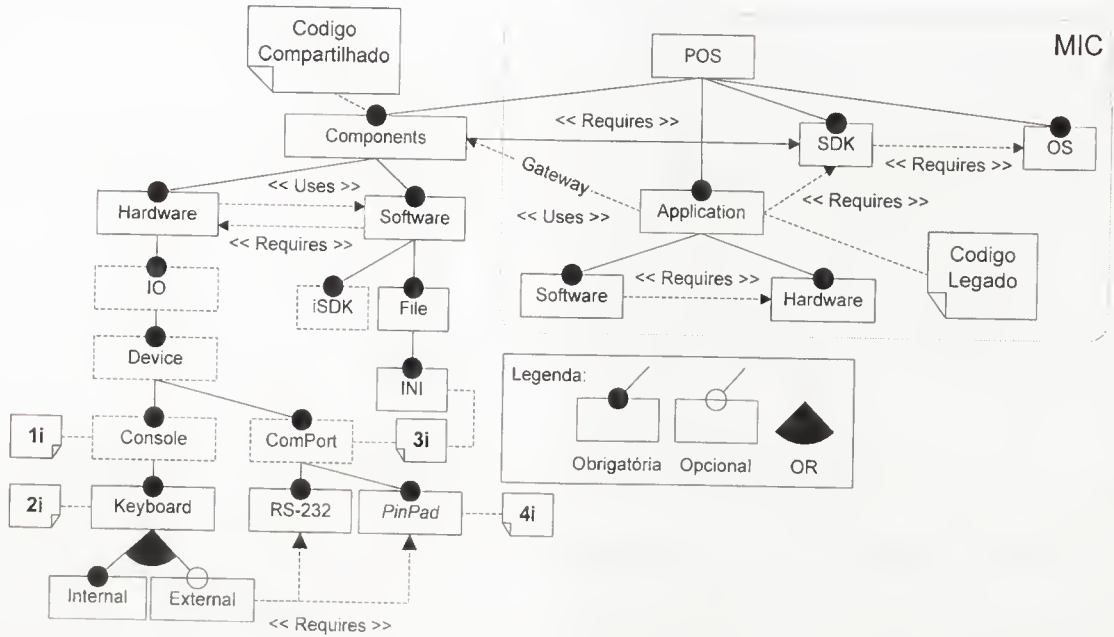 Codigo
Compartilhado
MIC
POS
Components
<< Requires >>
SDK
<< Requires >>
OS
Gateway
Hardware
<< Uses >>
<< Requires >>
Software
<< Uses >>
Application
<< Requires >>
Software
<< Requires >>
Hardware
Codigo
Legado
IO
iSDK
File
Device
INI
1i
Console
ComPort
3i
2i
Keyboard
RS-232
PinPad
4i
Internal
External
<< Requires >>
Legenda:
Obrigatória
Opcional
OR